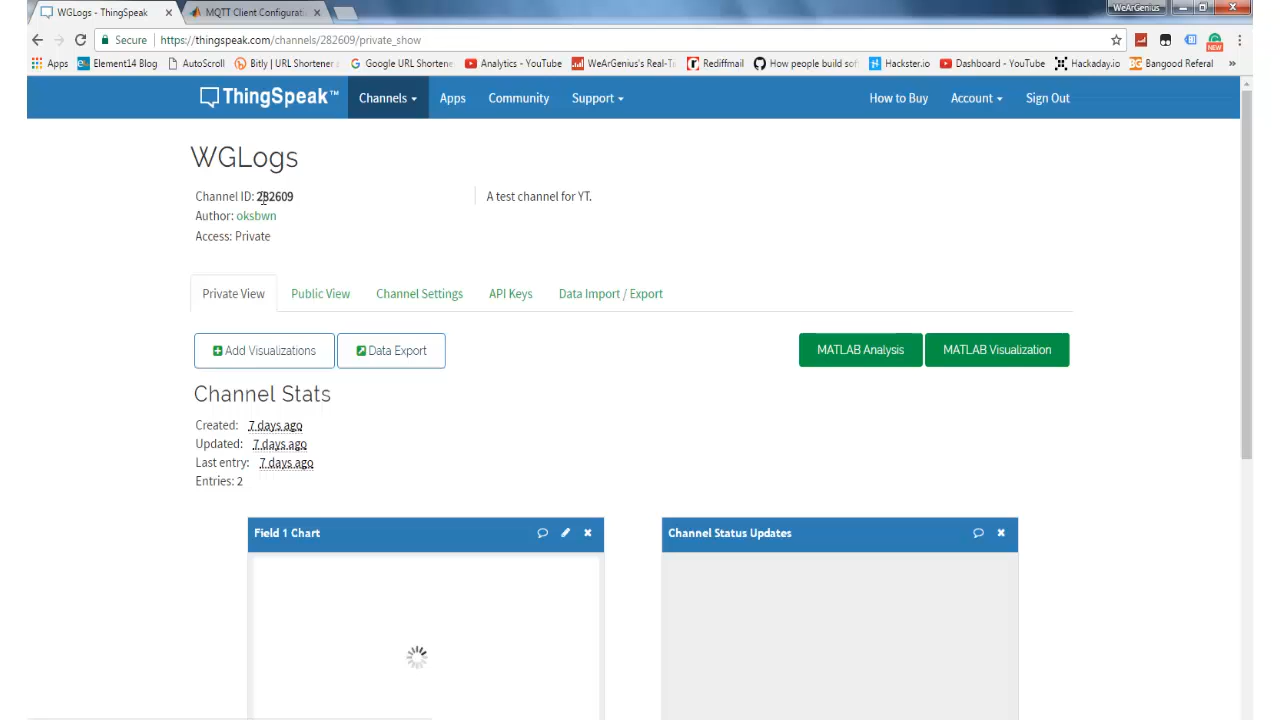 WGLogs - ThingSpeak
MQTT Client Configurati
WeArGenius
Secure
https://thingspeak.com/channels/282609/private_show
Apps
Element14 Blog
AutoScroll
Bitly | URL Shortener
Google URL Shortene
Analytics - YouTube
WeArGenius's Real-Ti
Rediffmail
How people build sof
Hackster.io
Dashboard - YouTube
Hackaday.io
Bangood Referal
»
NEW
ThingSpeak™
Channels
Apps
Community
Support
How to Buy
Account
Sign Out
WGLogs
Channel ID: 282609
A test channel for YT.
Author: oksbwn
Access: Private
Private View
Public View
Channel Settings
API Keys
Data Import / Export
Add Visualizations
Data Export
MATLAB Analysis
MATLAB Visualization
Channel Stats
Created: 7 days ago
Updated: 7 days ago
Last entry: 7 days ago
Entries: 2
Field 1 Chart
Channel Status Updates